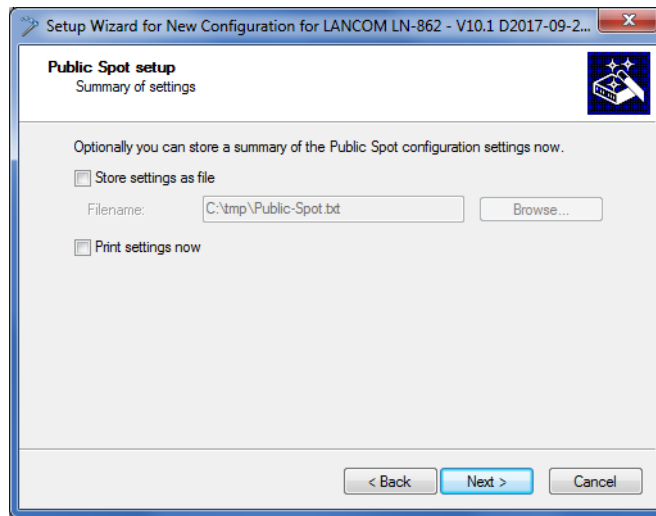 Setup Wizard for New Configuration for LANCOM LN-862 - V10.1 D2017-09-2...
Public Spot setup
Summary of settings
Optionally you can store a summary of the Public Spot configuration settings now.
Store settings as file
Filename: C:\tmp\Public-Spot.txt Browse...
Print settings now
< Back Next > Cancel